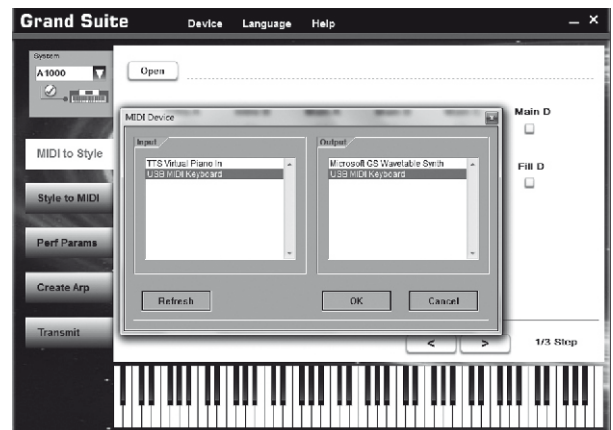 Grand Suite
Device Language Help
System
A1000
Open
MIDI Device
Main D
Input
Output
TTS Virtual Piano In
USB MIDI Keyboard
Microsoft GS Wavetable Synth
USB MIDI Keyboard
Fill D
MIDI to Style
Style to MIDI
Perf Params
Create Arp
Transmit
Refresh
OK
Cancel
<
>
1/3 Step